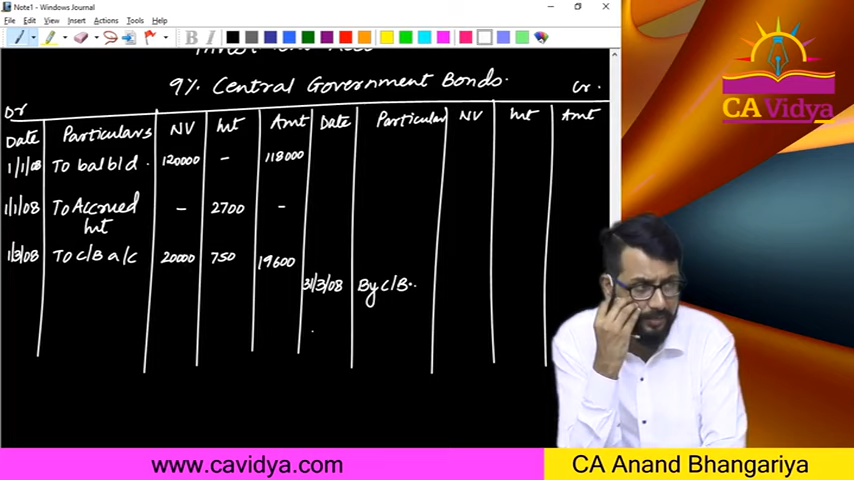 Note1 - Windows Journal
File Edit View Insert Actions Tools Help
B I
9% Central Government Bonds.
Dr
Cr.
Date Particulars NV Int Amt Date Particular NV Int Amt
1/1/08 To bal b/d. 120000 - 118000
1/1/08 To Accrued Int - 2700 -
1/3/08 To C/B a/c 20000 750 19600
31/3/08 By C/B..
CA Vidya
www.cavidya.com
CA Anand Bhangariya